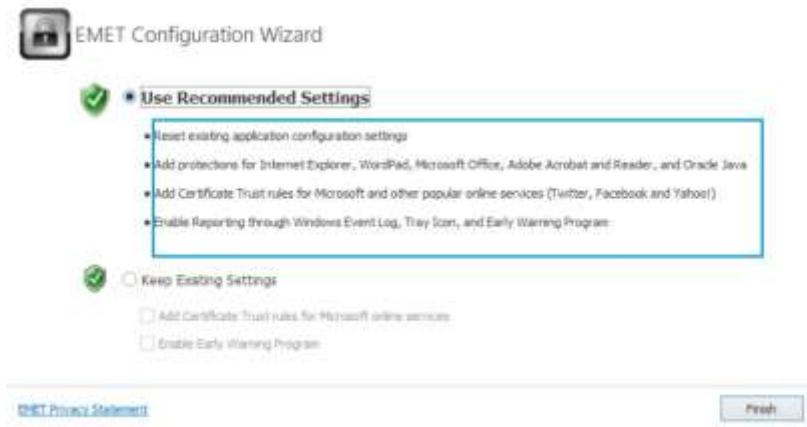 EMET Configuration Wizard
Use Recommended Settings
• Reset existing application configuration settings
• Add protections for Internet Explorer, WordPad, Microsoft Office, Adobe Acrobat and Reader, and Oracle Java
• Add Certificate Trust rules for Microsoft and other popular online services (Twitter, Facebook and Yahoo!)
• Enable Reporting through Windows Event Log, Tray Icon, and Early Warning Program
Keep Existing Settings
Add Certificate Trust rules for Microsoft online services
Enable Early Warning Program
EMET Privacy Statement
Finish